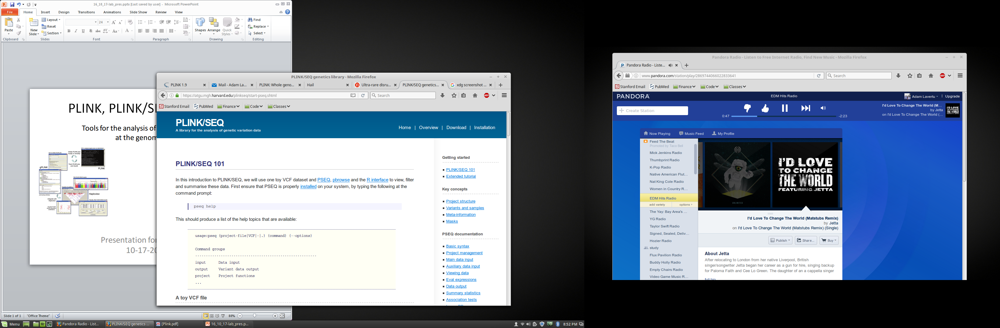 16_10_17-lab_pres.pptx [Last saved by user] - Microsoft PowerPoint
File Home Insert Design Transitions Animations Slide Show Review View
Paste
Clipboard
New Slide
Layout
Reset
Section
Slides
24
B I U S abc AV Aa A
Font
Paragraph
Shapes
Arrange
Quick Styles
Drawing
Find
Replace
Select
Editing
PLINK, PLINK/S
Tools for the analysis of
at the genom
gPLINK
PLINK
Haploview
Integrate with
Presentation for
10-17-20
Slide 1 of 1 "Office Theme" 80%
PLINK/SEQ genetics library - Mozilla Firefox
PLINK 1.9
Mail - Adam La...
PLINK: Whole geno...
Hail
Ultra-rare disru...
PLINK/SEQ genetics...
xdg screenshot ...
https://atgu.mgh.harvard.edu/plinkseq/start-pseq.shtml
Search
ABP
Stanford Email PubMed Finance Code Classes
PLINK/SEQ
A library for the analysis of genetic variation data
Home | Overview | Download | Installation
PLINK/SEQ 101
In this introduction to PLINK/SEQ, we will use one toy VCF dataset and PSEQ, pbrowse and the R interface to view, filter
and summarise these data. First ensure that PSEQ is properly installed on your system, by typing the following at the
command prompt:
pseq help
This should produce a list of the help topics that are available:
usage:pseq {project-file|VCF|-|.} {command} {--options}
Command groups
---------------------------------------------------------
input Data input
output Variant data output
project Project functions
...
A toy VCF file
Getting started
PLINK/SEQ 101
Extended tutorial
Key concepts
Project structure
Variants and samples
Meta-information
Masks
PSEQ documentation
Basic syntax
Project management
Main data input
Auxiliary data input
Viewing data
Eval expressions
Data output
Summary statistics
Association tests
Menu
Pandora Radio - List...
PLINK/SEQ genetics ...
[Plink.pdf]
16_10_17-lab_pres.p...
8:52 PM
Pandora Radio - Listen to Free Internet Radio, Find New Music - Mozilla Firefox
Pandora Radio - Liste...
www.pandora.com/station/play/2869744066022833641
Search
ABP
Stanford Email PubMed Finance Code Classes
PANDORA
EDM Hits Radio
Adam Lavertu | Upgrade
Create Station
0:47
-2:23
I'd Love To Change The World (M...
by Jetta
on I'd Love To Change The World (...
I'D LOVE
TO CHANGE
THE WORLD
FEATURING JETTA
Now Playing
Music Feed
My Profile
Feed The Beat
Promoted by Taco Bell
Mick Jenkins Radio
Thumbprint Radio
K-Pop Radio
Native American Flut...
Nat King Cole Radio
Women in Country R...
EDM Hits Radio
add variety options
The Yay: Bay Area's ...
YG Radio
Taylor Swift Radio
Signed, Sealed, Deliv...
Hozier Radio
study
Flux Pavilion Radio
Buddy Holly Radio
Empty Chairs Radio
Video Game Music R...
UNLIMITED
I'D LOVE
TO CHANGE
THE WORLD
FEATURING JETTA
I'd Love To Change The World (Matstubs Remix)
by Jetta
on I'd Love To Change The World (Matstubs Remix) (Single)
Publish
Share...
Buy
About Jetta
After relocating to London from her native Liverpool, British
singer/songwriter Jetta began her career as a gun for hire, singing backup
for Paloma Faith and Cee Lo Green. The daughter of an a cappella singer
full bio